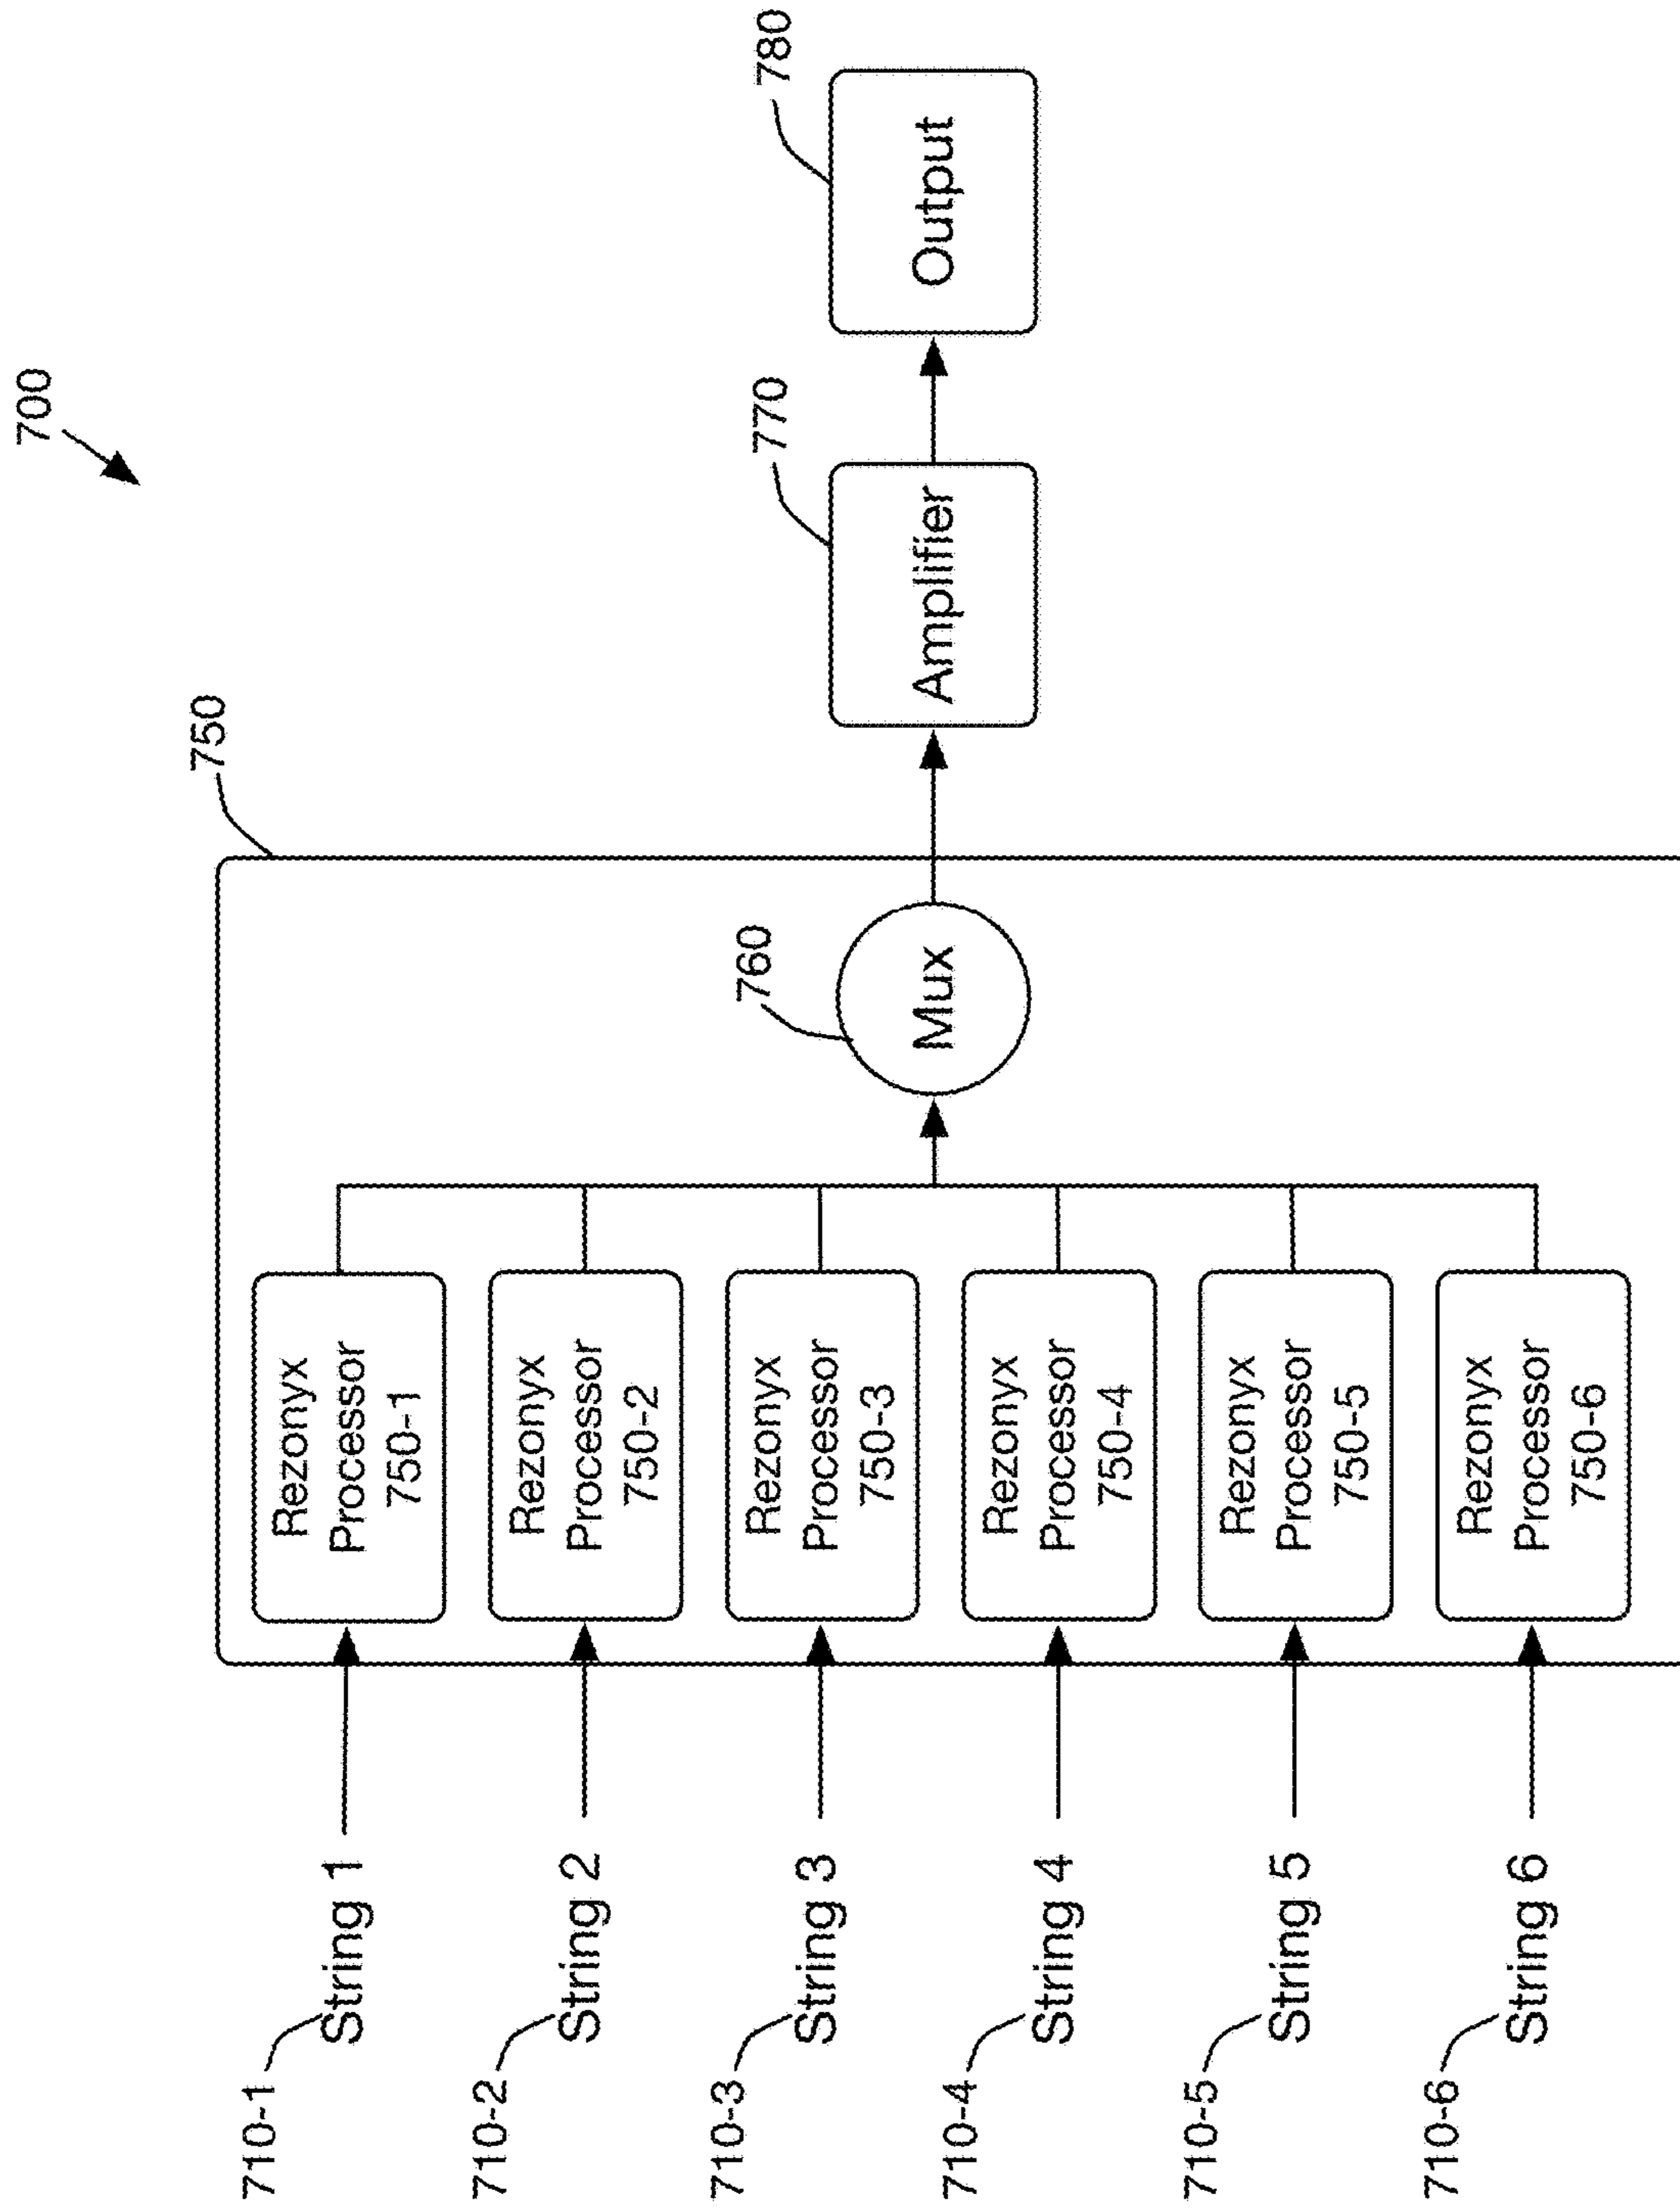 700
750
710-1
String 1
Rezonyx
Processor
750-1
710-2
String 2
Rezonyx
Processor
750-2
710-3
String 3
Rezonyx
Processor
750-3
760
Mux
770
Amplifier
780
Output
710-4
String 4
Rezonyx
Processor
750-4
710-5
String 5
Rezonyx
Processor
750-5
710-6
String 6
Rezonyx
Processor
750-6